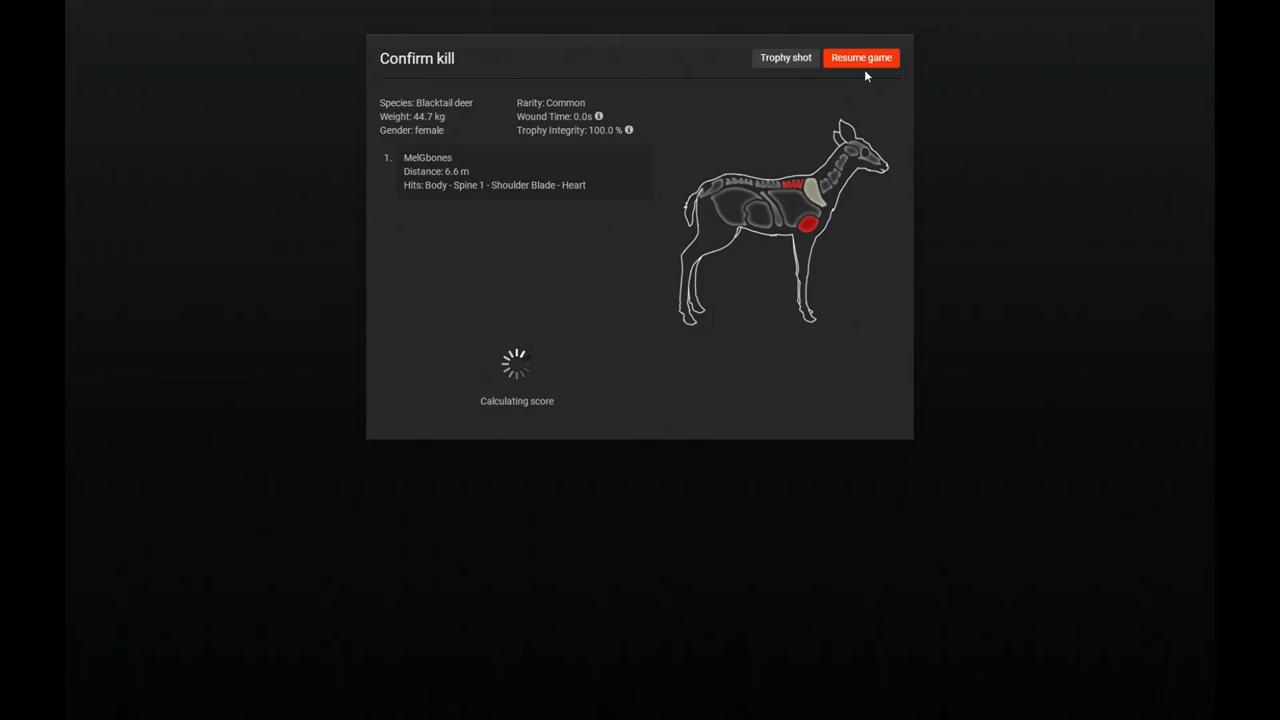 Confirm kill
Trophy shot
Resume game
Species: Blacktail deer
Rarity: Common
Weight: 44.7 kg
Wound Time: 0.0s
Gender: female
Trophy Integrity: 100.0 %
1.
MelGbones
Distance: 6.6 m
Hits: Body - Spine 1 - Shoulder Blade - Heart
Calculating score